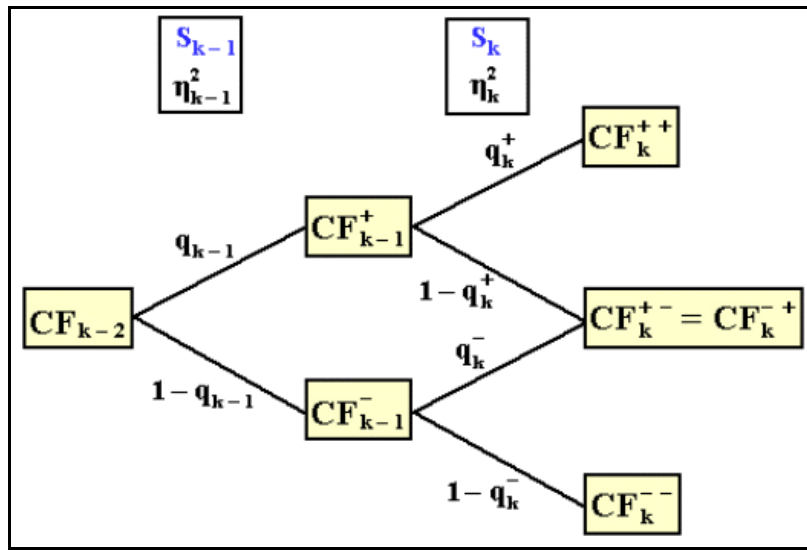 S_{k-1}
η²_{k-1}
S_k
η²_k
CF_k^{++}
q_k^+
CF_{k-1}^+
q_{k-1}
1-q_k^+
CF_{k-2}
CF_k^{+-} = CF_k^{-+}
q_k^-
1-q_{k-1}
CF_{k-1}^-
1-q_k^-
CF_k^{--}